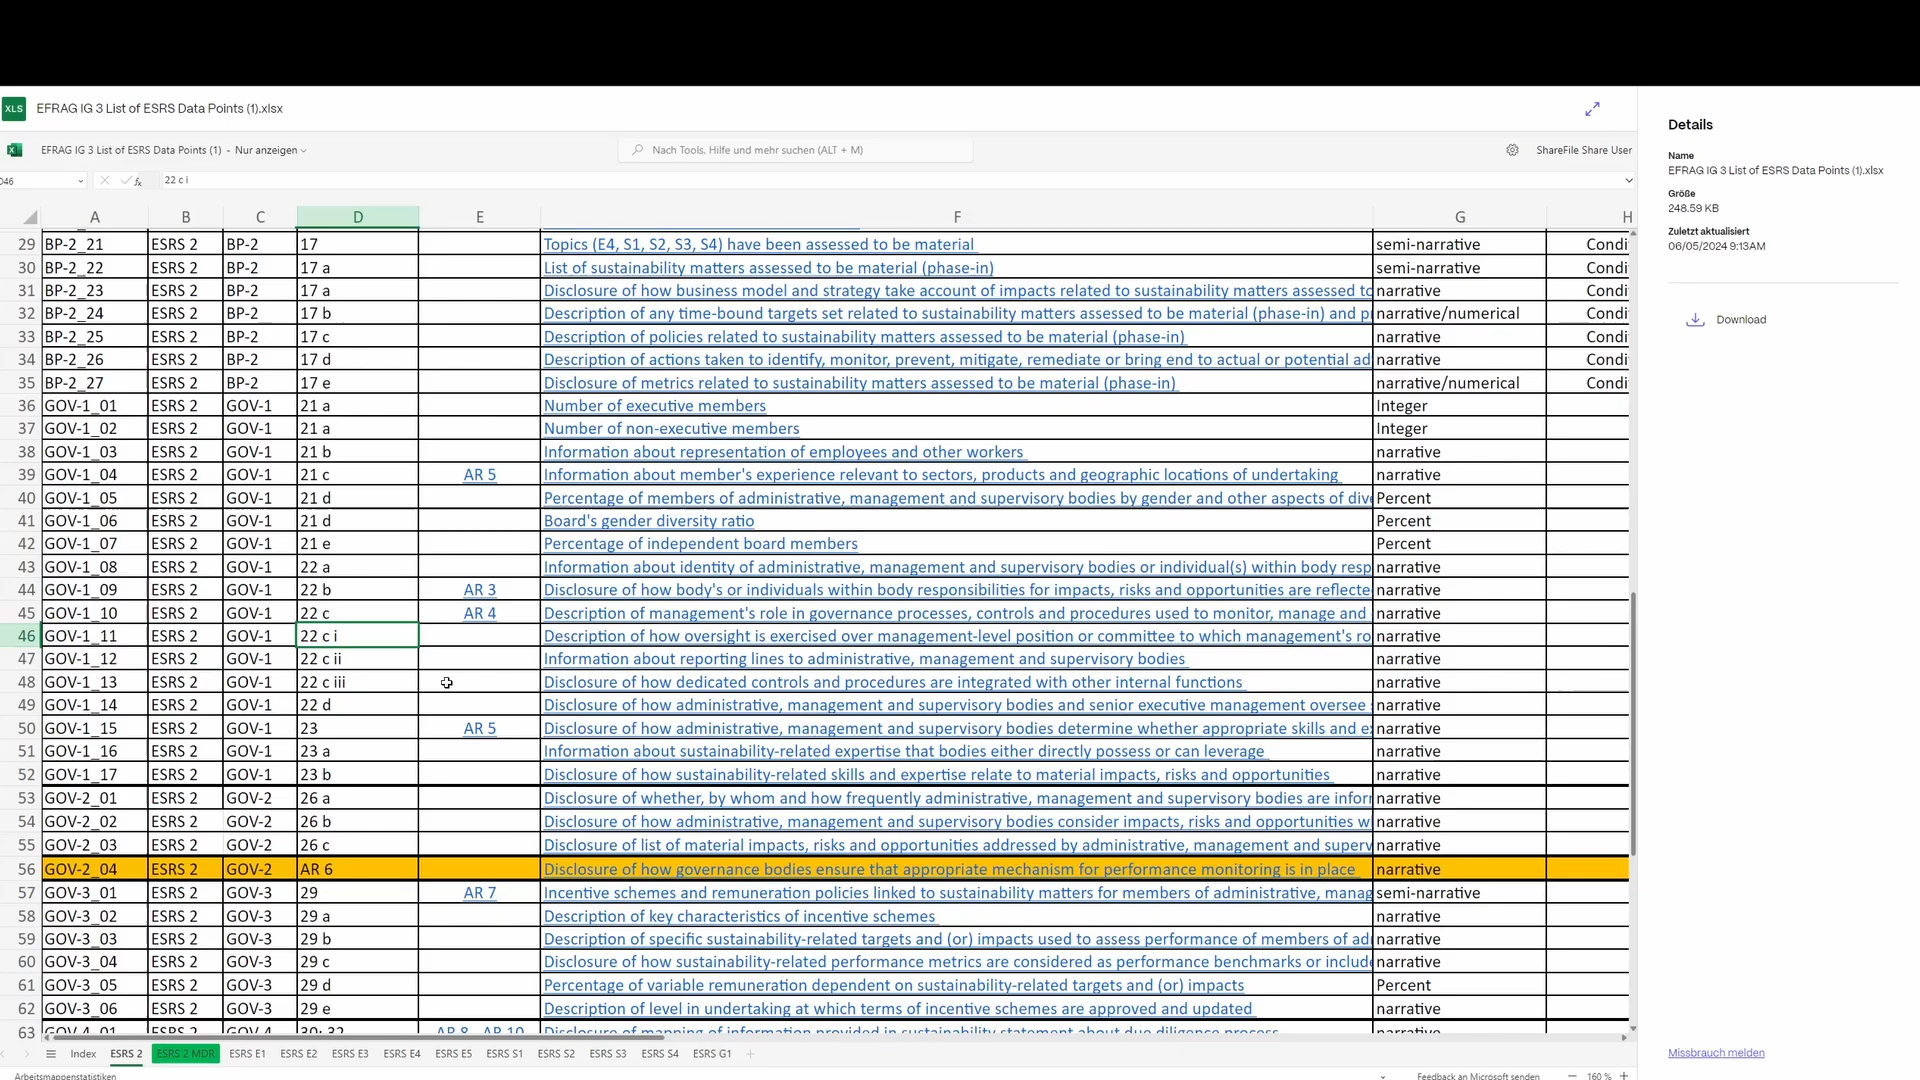 XLS EFRAG IG 3 List of ESRS Data Points (1).xlsx
EFRAG IG 3 List of ESRS Data Points (1) - Nur anzeigen
Nach Tools, Hilfe und mehr suchen (ALT + M)
ShareFile Share User
D46 fx 22 c i
A B C D E F G H
29 BP-2_21 ESRS 2 BP-2 17 Topics (E4, S1, S2, S3, S4) have been assessed to be material semi-narrative Condi
30 BP-2_22 ESRS 2 BP-2 17 a List of sustainability matters assessed to be material (phase-in) semi-narrative Condi
31 BP-2_23 ESRS 2 BP-2 17 a Disclosure of how business model and strategy take account of impacts related to sustainability matters assessed to narrative Condi
32 BP-2_24 ESRS 2 BP-2 17 b Description of any time-bound targets set related to sustainability matters assessed to be material (phase-in) and pr narrative/numerical Condi
33 BP-2_25 ESRS 2 BP-2 17 c Description of policies related to sustainability matters assessed to be material (phase-in) narrative Condi
34 BP-2_26 ESRS 2 BP-2 17 d Description of actions taken to identify, monitor, prevent, mitigate, remediate or bring end to actual or potential ad narrative Condi
35 BP-2_27 ESRS 2 BP-2 17 e Disclosure of metrics related to sustainability matters assessed to be material (phase-in) narrative/numerical Condi
36 GOV-1_01 ESRS 2 GOV-1 21 a Number of executive members Integer
37 GOV-1_02 ESRS 2 GOV-1 21 a Number of non-executive members Integer
38 GOV-1_03 ESRS 2 GOV-1 21 b Information about representation of employees and other workers narrative
39 GOV-1_04 ESRS 2 GOV-1 21 c AR 5 Information about member's experience relevant to sectors, products and geographic locations of undertaking narrative
40 GOV-1_05 ESRS 2 GOV-1 21 d Percentage of members of administrative, management and supervisory bodies by gender and other aspects of dive Percent
41 GOV-1_06 ESRS 2 GOV-1 21 d Board's gender diversity ratio Percent
42 GOV-1_07 ESRS 2 GOV-1 21 e Percentage of independent board members Percent
43 GOV-1_08 ESRS 2 GOV-1 22 a Information about identity of administrative, management and supervisory bodies or individual(s) within body resp narrative
44 GOV-1_09 ESRS 2 GOV-1 22 b AR 3 Disclosure of how body's or individuals within body responsibilities for impacts, risks and opportunities are reflecte narrative
45 GOV-1_10 ESRS 2 GOV-1 22 c AR 4 Description of management's role in governance processes, controls and procedures used to monitor, manage and narrative
46 GOV-1_11 ESRS 2 GOV-1 22 c i Description of how oversight is exercised over management-level position or committee to which management's ro narrative
47 GOV-1_12 ESRS 2 GOV-1 22 c ii Information about reporting lines to administrative, management and supervisory bodies narrative
48 GOV-1_13 ESRS 2 GOV-1 22 c iii Disclosure of how dedicated controls and procedures are integrated with other internal functions narrative
49 GOV-1_14 ESRS 2 GOV-1 22 d Disclosure of how administrative, management and supervisory bodies and senior executive management oversee s narrative
50 GOV-1_15 ESRS 2 GOV-1 23 AR 5 Disclosure of how administrative, management and supervisory bodies determine whether appropriate skills and ex narrative
51 GOV-1_16 ESRS 2 GOV-1 23 a Information about sustainability-related expertise that bodies either directly possess or can leverage narrative
52 GOV-1_17 ESRS 2 GOV-1 23 b Disclosure of how sustainability-related skills and expertise relate to material impacts, risks and opportunities narrative
53 GOV-2_01 ESRS 2 GOV-2 26 a Disclosure of whether, by whom and how frequently administrative, management and supervisory bodies are infor narrative
54 GOV-2_02 ESRS 2 GOV-2 26 b Disclosure of how administrative, management and supervisory bodies consider impacts, risks and opportunities w narrative
55 GOV-2_03 ESRS 2 GOV-2 26 c Disclosure of list of material impacts, risks and opportunities addressed by administrative, management and superv narrative
56 GOV-2_04 ESRS 2 GOV-2 AR 6 Disclosure of how governance bodies ensure that appropriate mechanism for performance monitoring is in place narrative
57 GOV-3_01 ESRS 2 GOV-3 29 AR 7 Incentive schemes and remuneration policies linked to sustainability matters for members of administrative, manag semi-narrative
58 GOV-3_02 ESRS 2 GOV-3 29 a Description of key characteristics of incentive schemes narrative
59 GOV-3_03 ESRS 2 GOV-3 29 b Description of specific sustainability-related targets and (or) impacts used to assess performance of members of adı narrative
60 GOV-3_04 ESRS 2 GOV-3 29 c Disclosure of how sustainability-related performance metrics are considered as performance benchmarks or include narrative
61 GOV-3_05 ESRS 2 GOV-3 29 d Percentage of variable remuneration dependent on sustainability-related targets and (or) impacts Percent
62 GOV-3_06 ESRS 2 GOV-3 29 e Description of level in undertaking at which terms of incentive schemes are approved and updated narrative
63 GOV-4_01 ESRS 2 GOV-4 30; 32 AR 8 - AR 10 Disclosure of mapping of information provided in sustainability statement about due diligence process narrative
Index ESRS 2 ESRS 2 MDR ESRS E1 ESRS E2 ESRS E3 ESRS E4 ESRS E5 ESRS S1 ESRS S2 ESRS S3 ESRS S4 ESRS G1
Arbeitsmappenstatistiken Feedback an Microsoft senden 160 %
Details
Name
EFRAG IG 3 List of ESRS Data Points (1).xlsx
Größe
248.59 KB
Zuletzt aktualisiert
06/05/2024 9:13AM
Download
Missbrauch melden